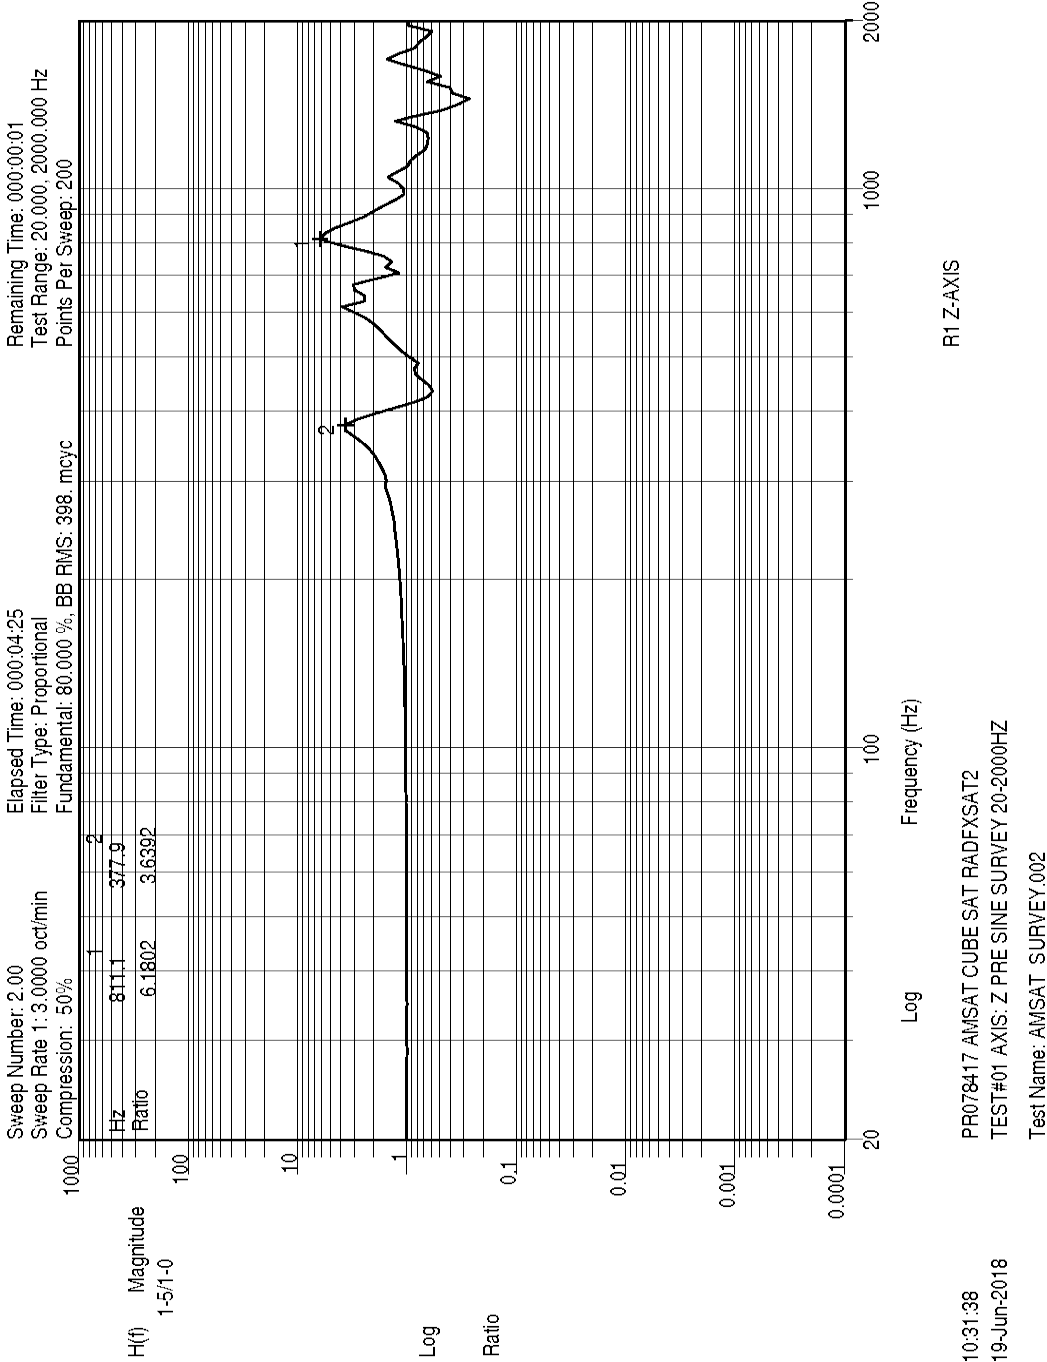 Sweep Number: 2.00 Elapsed Time: 000:04:25 Remaining Time: 000:00:01
Sweep Rate 1: 3.0000 oct/min Filter Type: Proportional Test Range: 20.000, 2000.000 Hz
Compression: 50% Fundamental: 80.000 %, BB RMS: 398. mcyc Points Per Sweep: 200
1 2
Hz 811.1 377.9
Ratio 6.1802 3.6392
H(f) Magnitude
1-5/1-0
Log
Ratio
1000
100
10
1
0.1
0.01
0.001
0.0001
2
1
20 100 1000 2000
Log Frequency (Hz)
R1 Z-AXIS
10:31:38 PR078417 AMSAT CUBE SAT RADFXSAT2
19-Jun-2018 TEST#01 AXIS: Z PRE SINE SURVEY 20-2000HZ
Test Name: AMSAT SURVEY.002